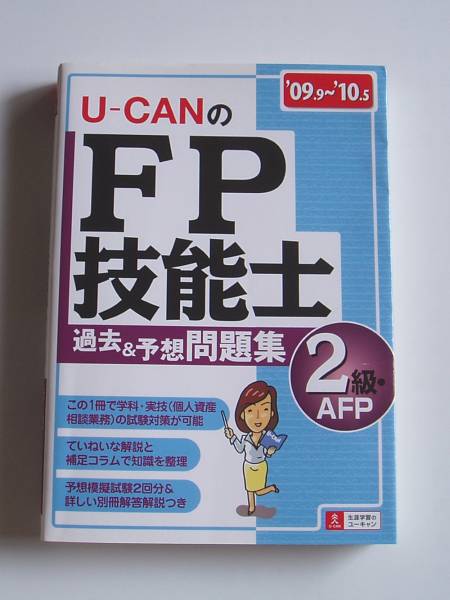 '09.9~'10.5
U-CANの
FP
技能士
過去&予想問題集
2級・
AFP
この1冊で学科・実技(個人資産
相談業務)の試験対策が可能
ていねいな解説と
補足コラムで知識を整理
予想模擬試験2回分&
詳しい別冊解答解説つき
U-CAN
生涯学習の
ユーキャン